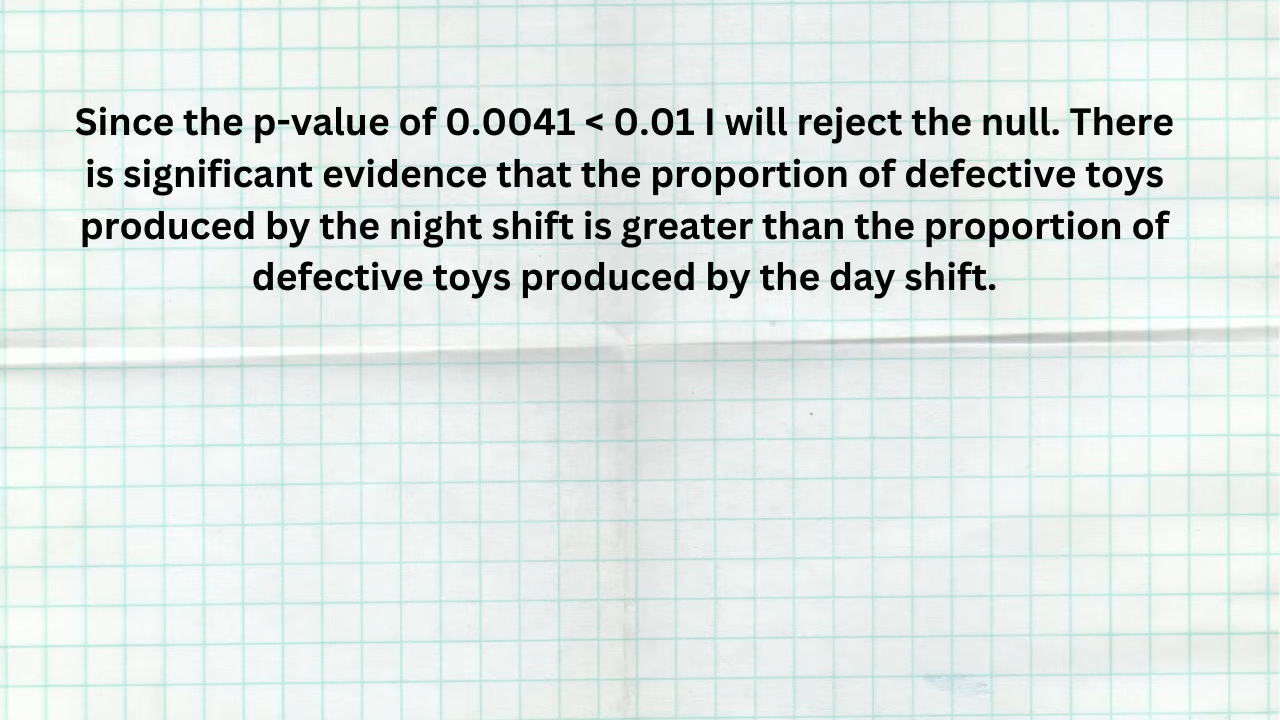 Since the p-value of 0.0041 < 0.01 I will reject the null. There
is significant evidence that the proportion of defective toys
produced by the night shift is greater than the proportion of
defective toys produced by the day shift.